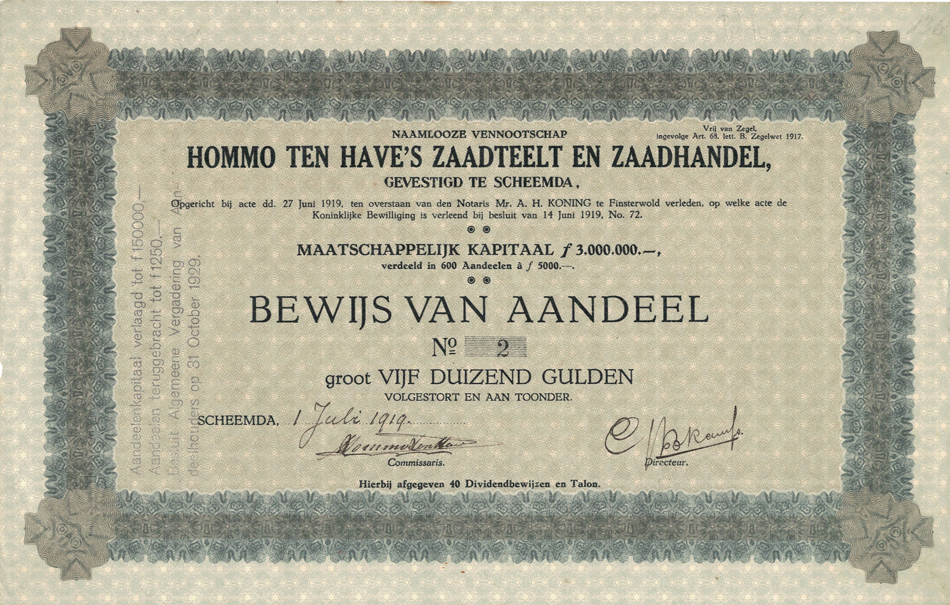 NAAMLOOZE VENNOOTSCHAP
Vrij van Zegel,
ingevolge Art. 68. lett. B. Zegelwet 1917.
HOMMO TEN HAVE'S ZAADTEELT EN ZAADHANDEL,
GEVESTIGD TE SCHEEMDA,
Opgericht bij acte dd. 27 Juni 1919, ten overstaan van den Notaris Mr. A. H. KONING te Finsterwold verleden, op welke acte de
Koninklijke Bewilliging is verleend bij besluit van 14 Juni 1919, No. 72.
MAATSCHAPPELIJK KAPITAAL ƒ 3.000.000.—,
verdeeld in 600 Aandeelen à ƒ 5000.—.
BEWIJS VAN AANDEEL
Nº 2
groot VIJF DUIZEND GULDEN
VOLGESTORT EN AAN TOONDER.
SCHEEMDA, 1 Juli 1919.
Hommo ten Have
Commissaris.
Directeur.
Hierbij afgegeven 40 Dividendbewijzen en Talon.
Aandeelenkapitaal verlaagd tot f150000,—
Aandeelen teruggebracht tot f1250,—
Besluit Algemeene Vergadering van Aan-
deelhouders op 31 October 1929.